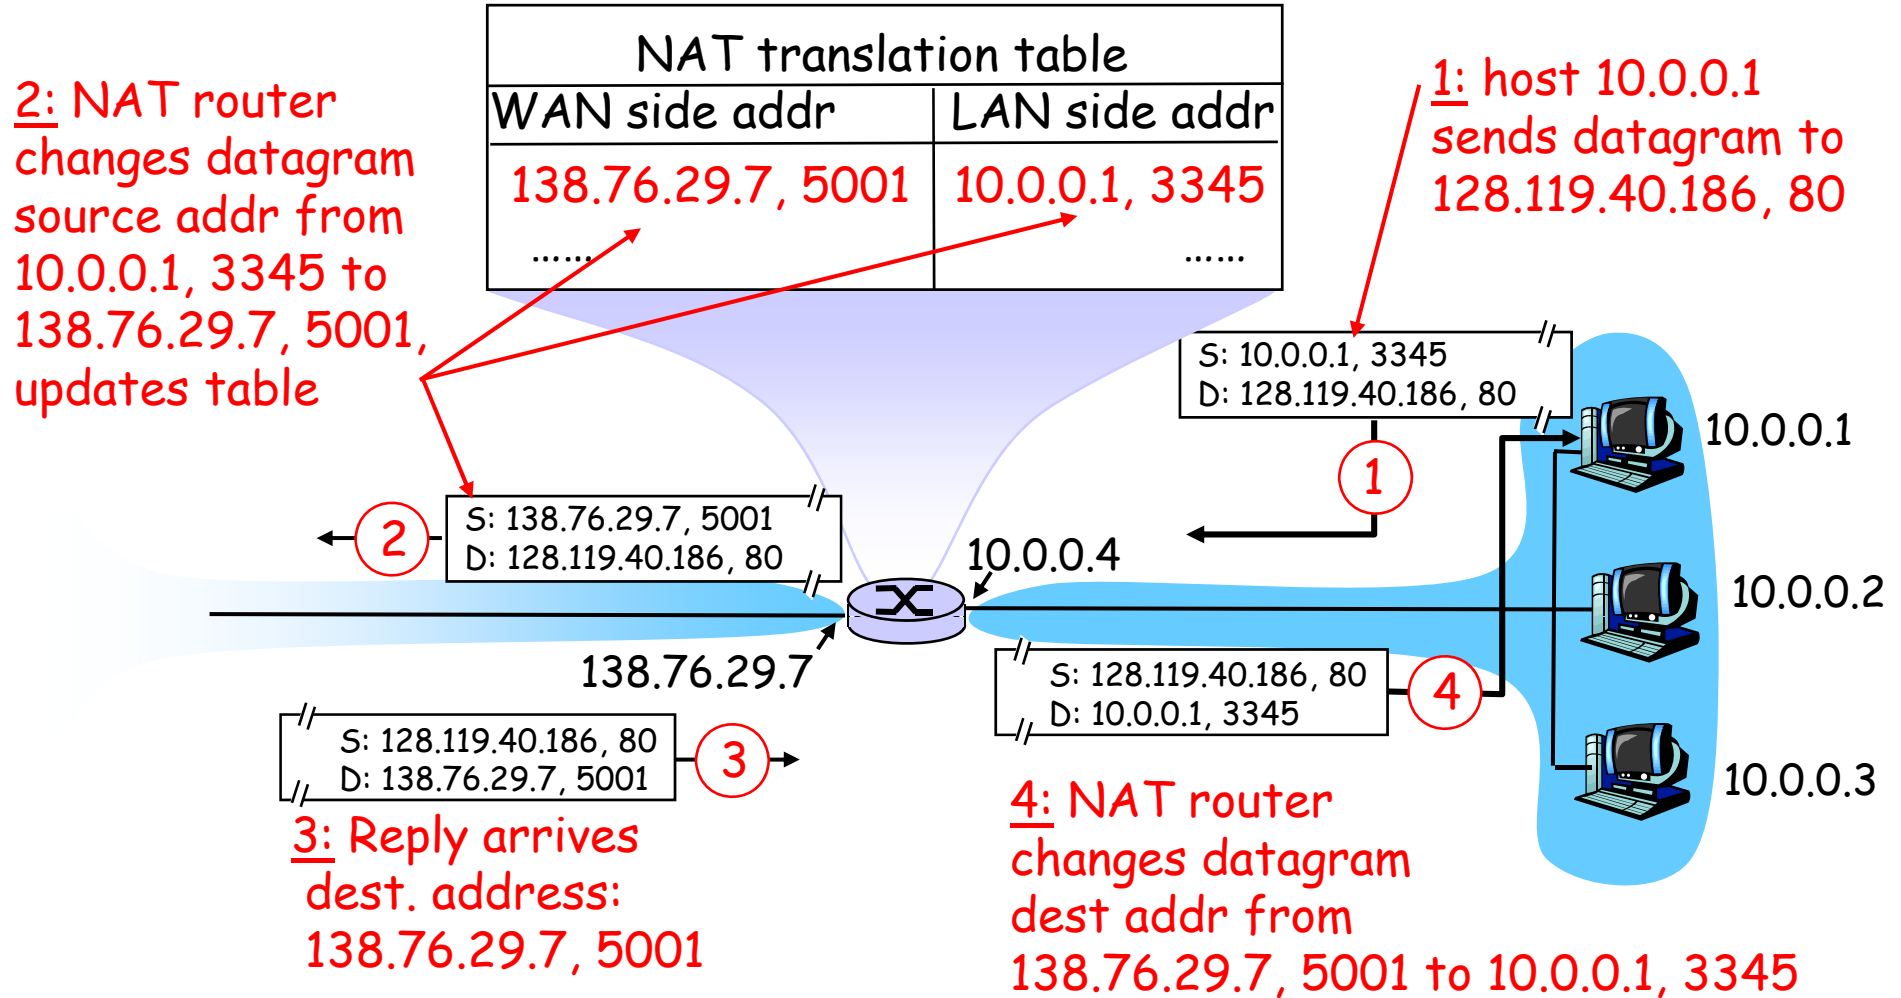 NAT translation table
WAN side addr LAN side addr
138.76.29.7, 5001 10.0.0.1, 3345
...... ......
2: NAT router
changes datagram
source addr from
10.0.0.1, 3345 to
138.76.29.7, 5001,
updates table
1: host 10.0.0.1
sends datagram to
128.119.40.186, 80
S: 10.0.0.1, 3345
D: 128.119.40.186, 80
1
10.0.0.1
S: 138.76.29.7, 5001
D: 128.119.40.186, 80
2
10.0.0.4
10.0.0.2
138.76.29.7
S: 128.119.40.186, 80
D: 10.0.0.1, 3345
4
S: 128.119.40.186, 80
D: 138.76.29.7, 5001
3
10.0.0.3
3: Reply arrives
dest. address:
138.76.29.7, 5001
4: NAT router
changes datagram
dest addr from
138.76.29.7, 5001 to 10.0.0.1, 3345